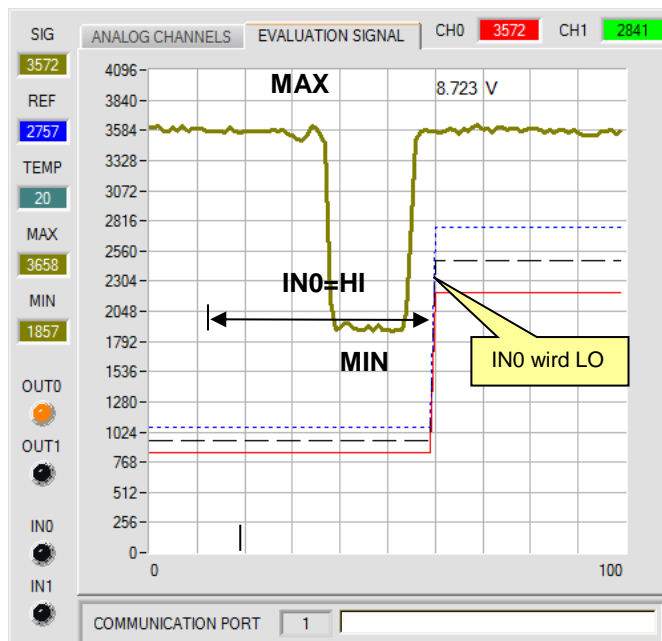 SIG
3572
REF
2757
TEMP
20
MAX
3658
MIN
1857
OUT0
OUT1
IN0
IN1
ANALOG CHANNELS
EVALUATION SIGNAL
CH0 3572
CH1 2841
4096
3840
3584
3328
3072
2816
2560
2304
2048
1792
1536
1280
1024
768
512
256
0
0 100
MAX
8.723 V
IN0=HI
MIN
IN0 wird LO
COMMUNICATION PORT 1